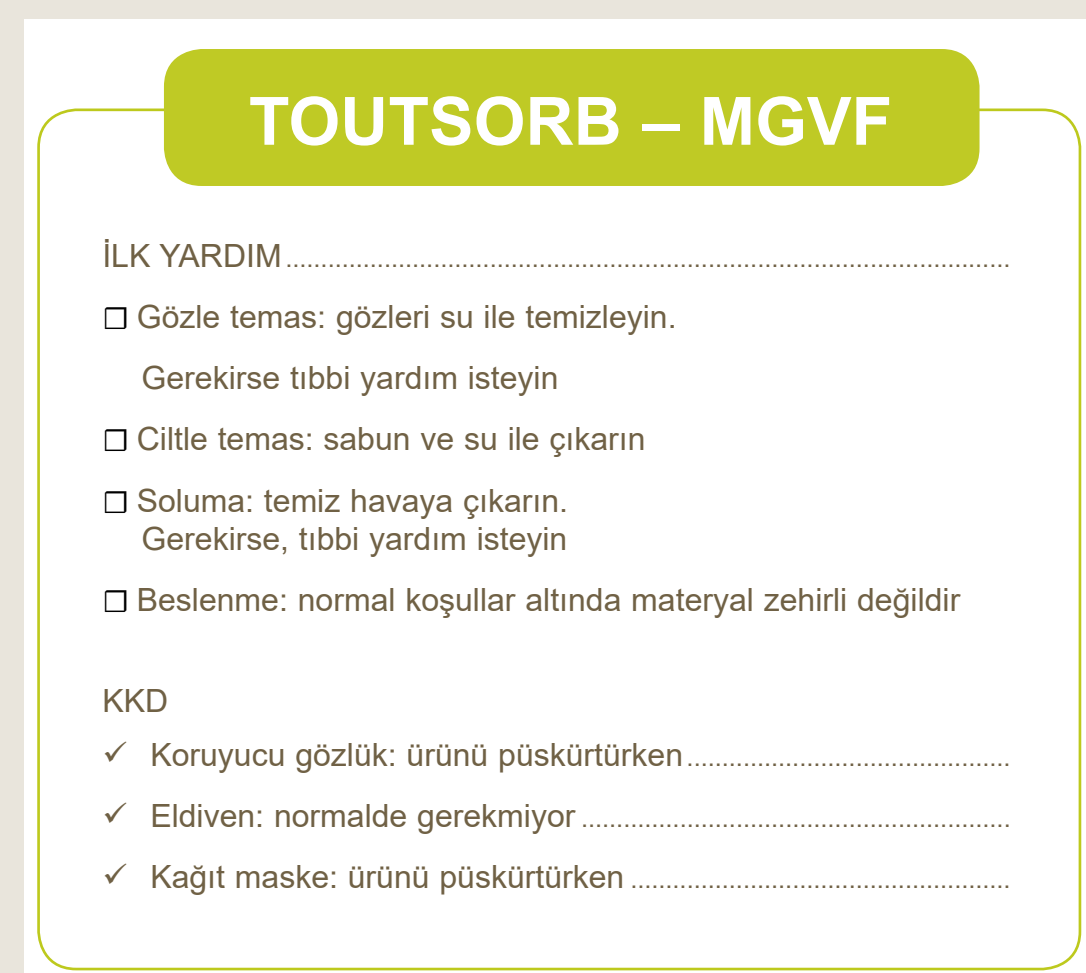 TOUTSORB – MGVF
İLK YARDIM
❒ Gözle temas: gözleri su ile temizleyin.
Gerekirse tıbbi yardım isteyin
❒ Ciltle temas: sabun ve su ile çıkarın
❒ Soluma: temiz havaya çıkarın.
Gerekirse, tıbbi yardım isteyin
❒ Beslenme: normal koşullar altında materyal zehirli değildir
KKD
✓ Koruyucu gözlük: ürünü püskürtürken
✓ Eldiven: normalde gerekmiyor
✓ Kağıt maske: ürünü püskürtürken